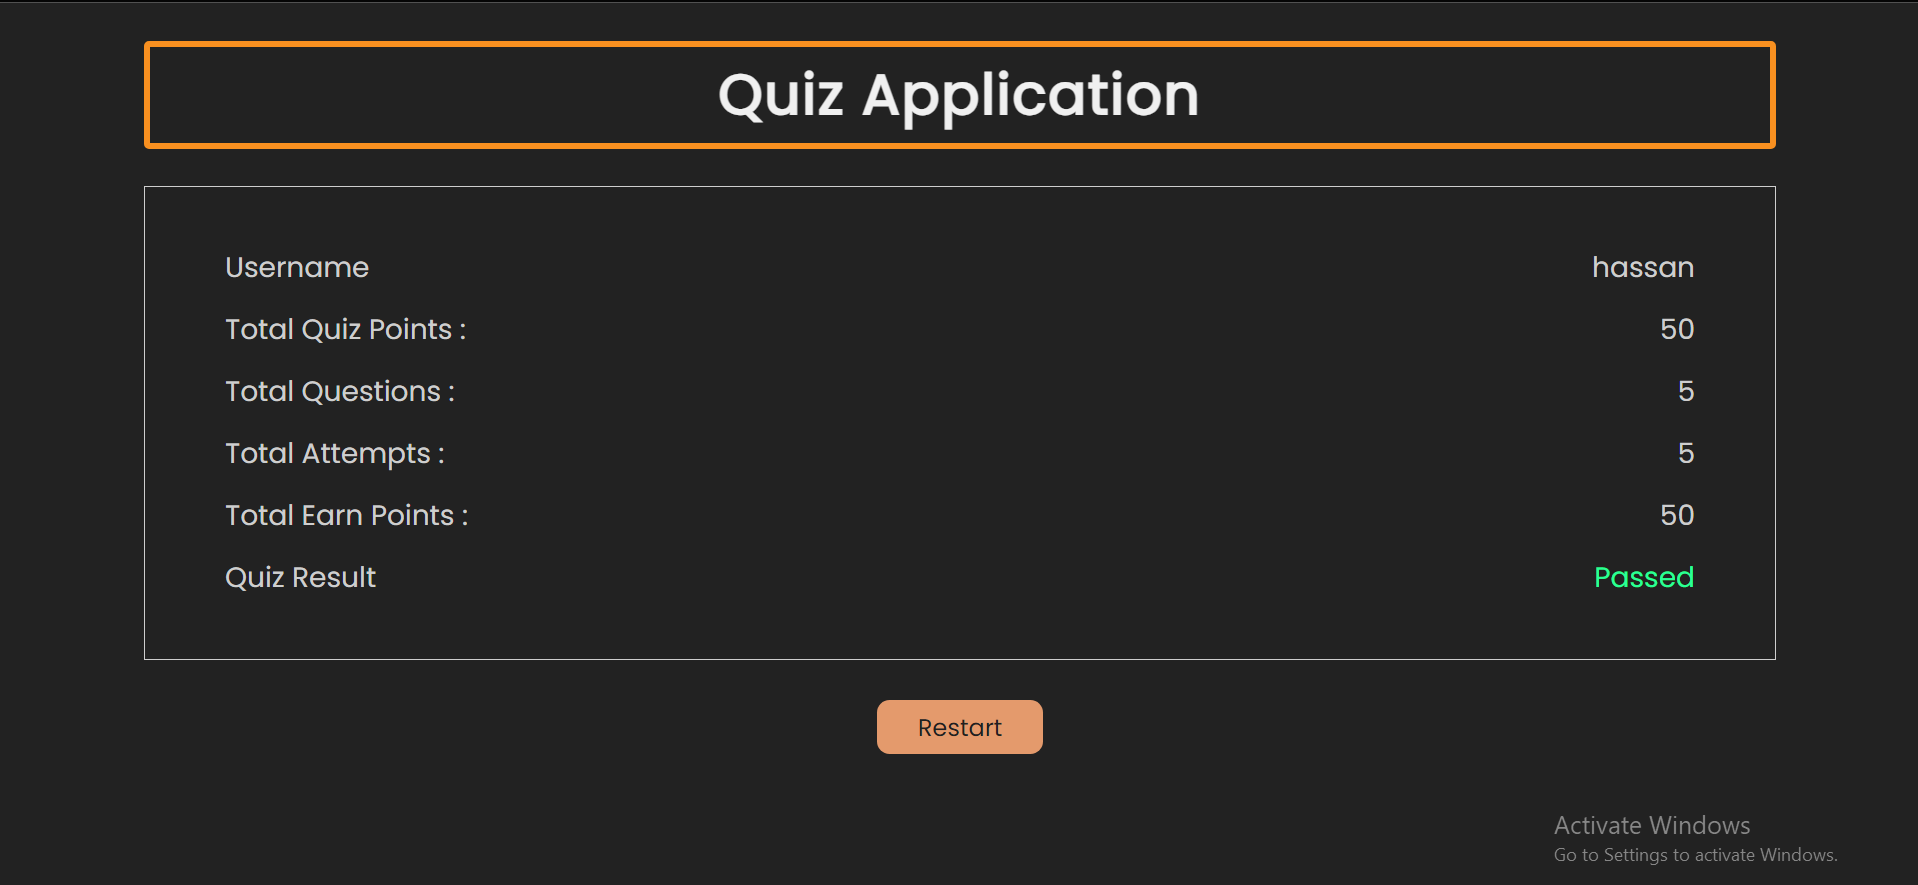 Quiz Application
Username hassan
Total Quiz Points : 50
Total Questions : 5
Total Attempts : 5
Total Earn Points : 50
Quiz Result Passed
Restart
Activate Windows
Go to Settings to activate Windows.